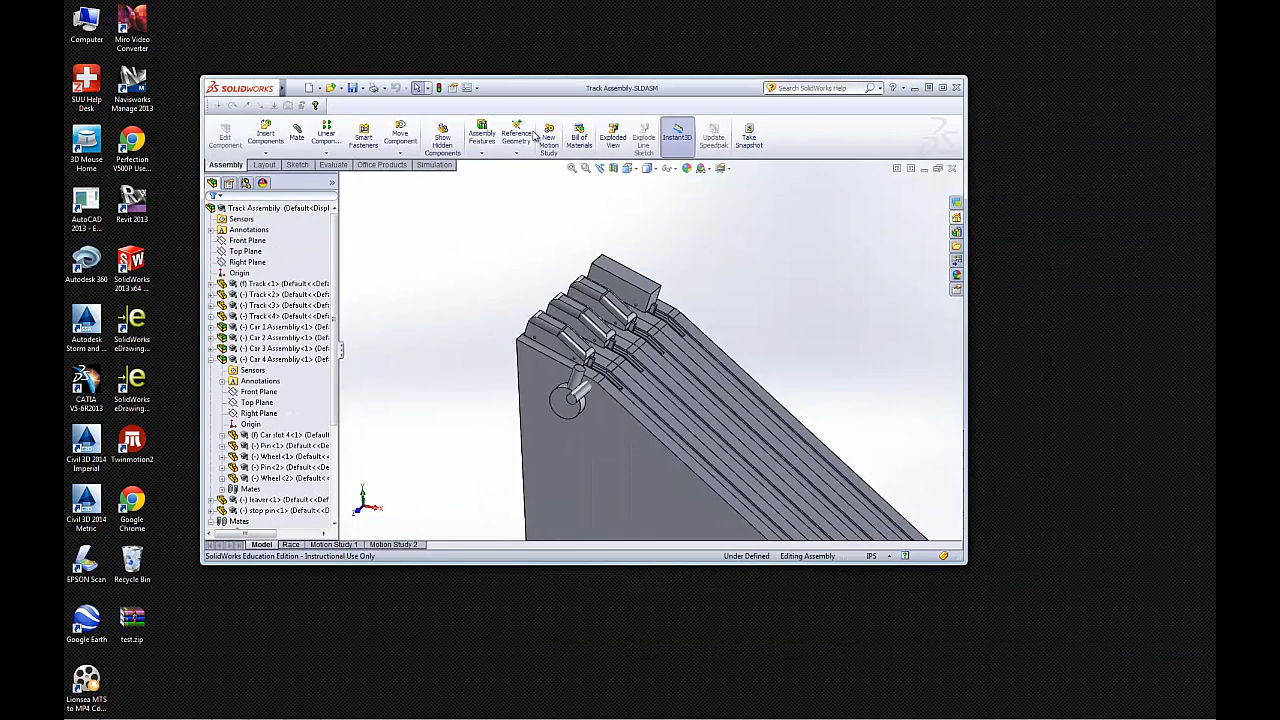 Computer
Miro Video
Converter
SUU Help
Desk
Navisworks
Manage 2013
3D Mouse
Home
Perfection
V500P Use...
AutoCAD
2013 - E...
Revit 2013
Autodesk 360
SolidWorks
2013 x64 ...
Autodesk
Storm and ...
SolidWorks
eDrawing...
CATIA
V5-6R2013
SolidWorks
eDrawing...
Civil 3D 2014
Imperial
Twinmotion2
Civil 3D 2014
Metric
Google
Chrome
EPSON Scan
Recycle Bin
Google Earth
test.zip
Lionsea MTS
to MP4 Co...
SOLIDWORKS
Track Assembly.SLDASM
Search SolidWorks Help
Edit
Component
Insert
Components
Mate
Linear
Compon...
Smart
Fasteners
Move
Component
Show
Hidden
Components
Assembly
Features
Reference
Geometry
New
Motion
Study
Bill of
Materials
Exploded
View
Explode
Line
Sketch
Instant3D
Update
Speedpak
Take
Snapshot
Assembly Layout Sketch Evaluate Office Products Simulation
Track Assembly (Default<Displ
Sensors
Annotations
Front Plane
Top Plane
Right Plane
Origin
(f) Track<1> (Default<<Defa
(-) Track<2> (Default<<Defa
(-) Track<3> (Default<<Defa
(-) Track<4> (Default<<Defa
(-) Car 1 Assembly<1> (Def
(-) Car 2 Assembly<1> (Def
(-) Car 3 Assembly<1> (Def
(-) Car 4 Assembly<1> (Def
Sensors
Annotations
Front Plane
Top Plane
Right Plane
Origin
(f) Car slot 4<1> (Default
(-) Pin<1> (Default<<Def
(-) Wheel<1> (Default<<
(-) Pin<2> (Default<<Def
(-) Wheel<2> (Default<<
Mates
(-) leaver<1> (Default<<De
(-) stop pin<1> (Default<<
Mates
Model Race Motion Study 1 Motion Study 2
SolidWorks Education Edition - Instructional Use Only
Under Defined Editing Assembly IPS